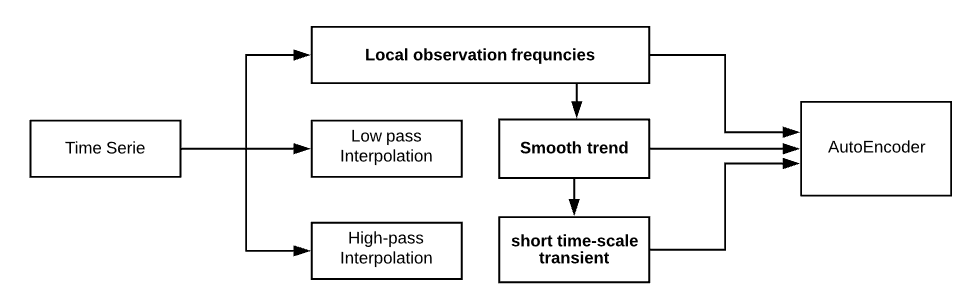 Local observation frequncies
Time Serie
Low pass
Interpolation
Smooth trend
AutoEncoder
High-pass
Interpolation
short time-scale
transient